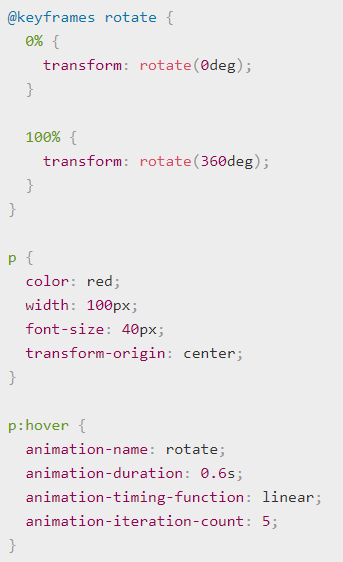 @keyframes rotate {
  0% {
    transform: rotate(0deg);
  }

  100% {
    transform: rotate(360deg);
  }
}

p {
  color: red;
  width: 100px;
  font-size: 40px;
  transform-origin: center;
}

p:hover {
  animation-name: rotate;
  animation-duration: 0.6s;
  animation-timing-function: linear;
  animation-iteration-count: 5;
}